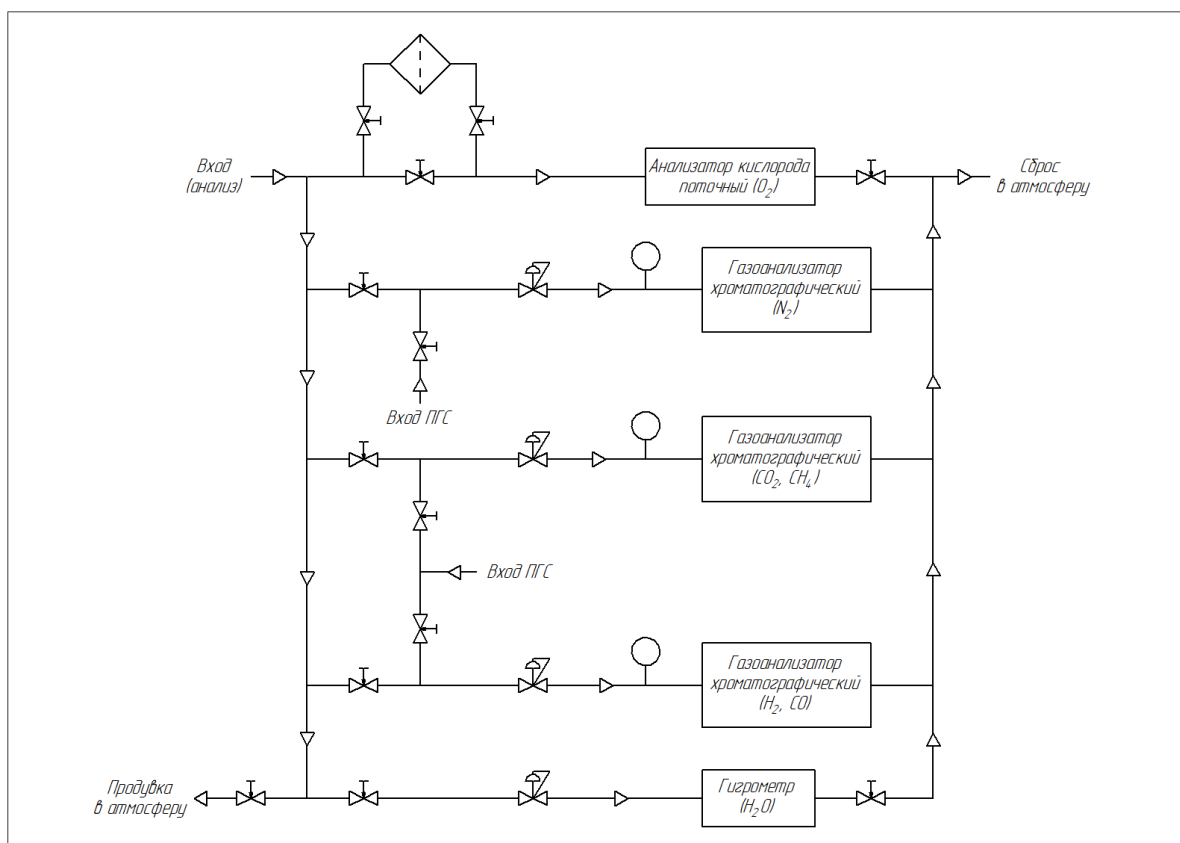 Вход
(анализ)
Анализатор кислорода
поточный (O₂)
Сброс
в атмосферу
Газоанализатор
хроматографический
(N₂)
Вход ПГС
Газоанализатор
хроматографический
(CO₂, CH₄)
Вход ПГС
Газоанализатор
хроматографический
(H₂, CO)
Продувка
в атмосферу
Гигрометр
(H₂O)